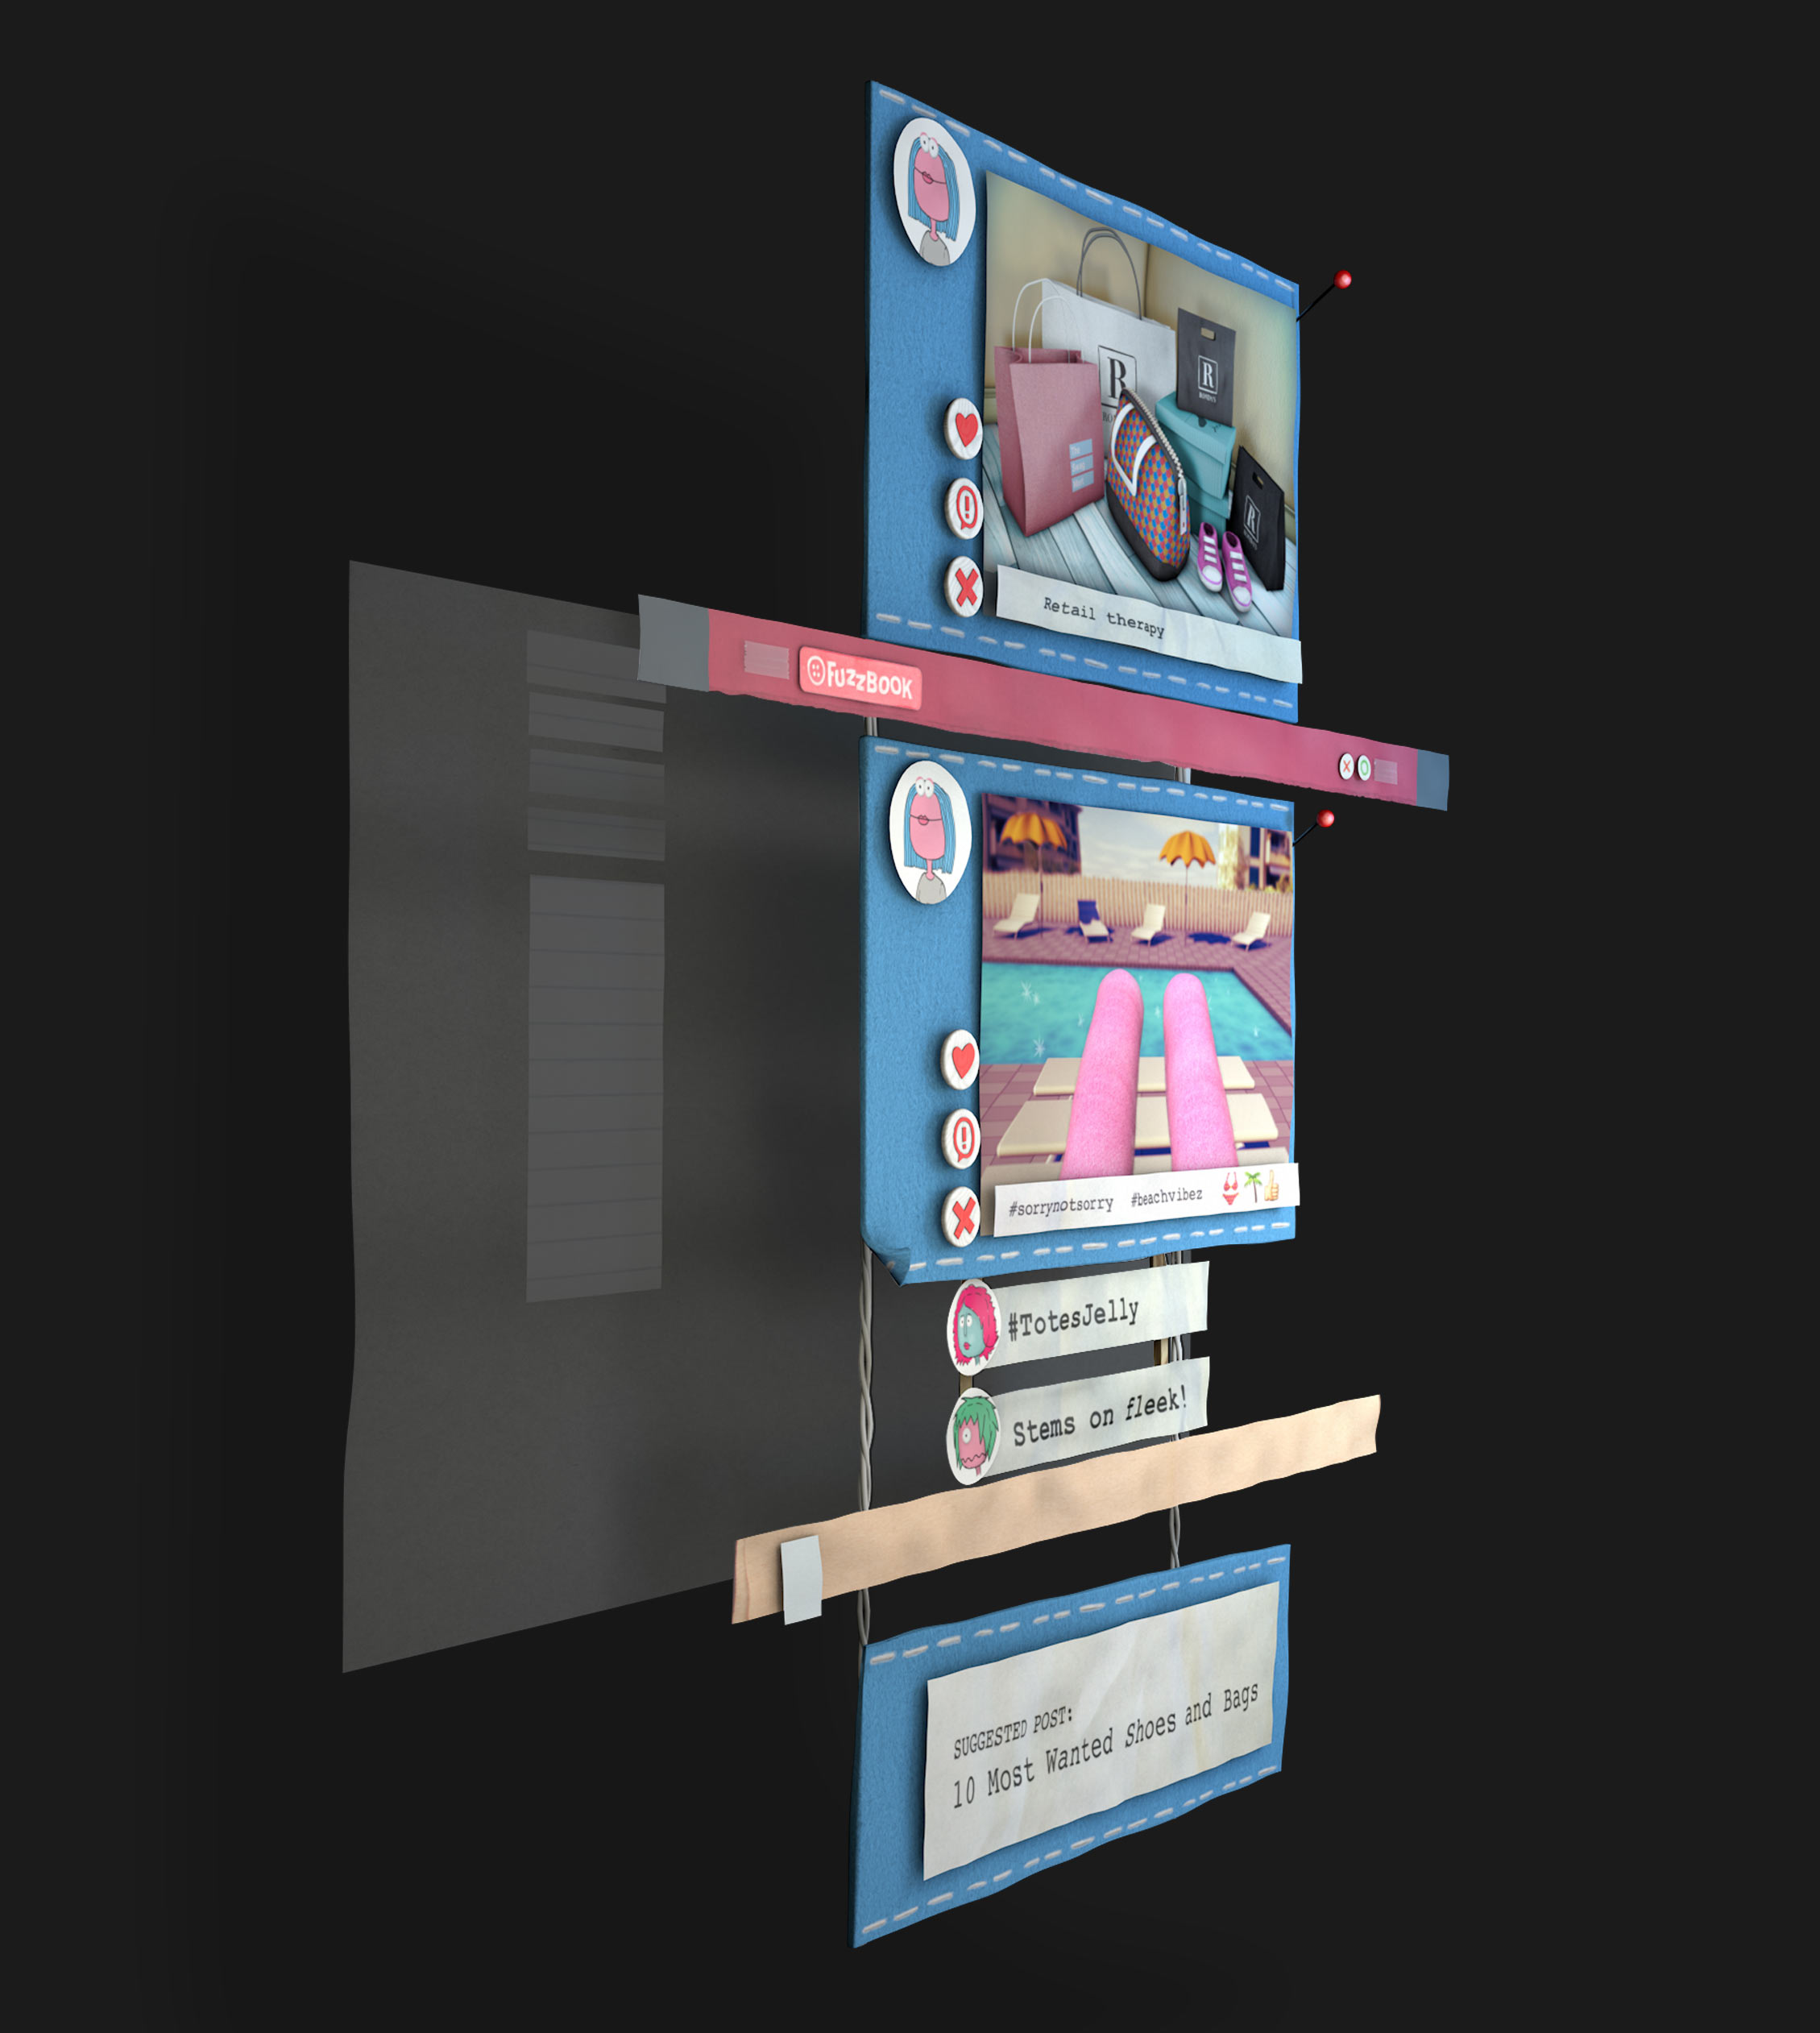 R
R
R
Retail therapy
FUZZBOOK
#sorrynotsorry #beachvibez
#TotesJelly
Stems on fleek!
SUGGESTED POST:
10 Most Wanted Shoes and Bags